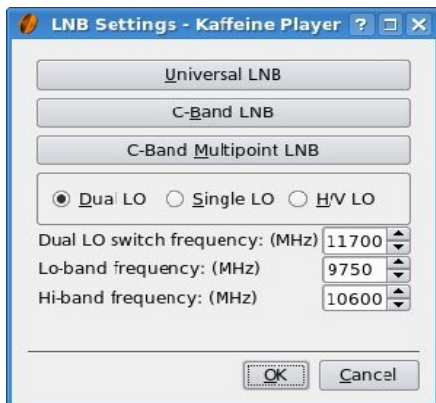 LNB Settings - Kaffeine Player ?
Universal LNB
C-Band LNB
C-Band Multipoint LNB
Dual LO Single LO H/V LO
Dual LO switch frequency: (MHz) 11700
Lo-band frequency: (MHz) 9750
Hi-band frequency: (MHz) 10600
OK Cancel